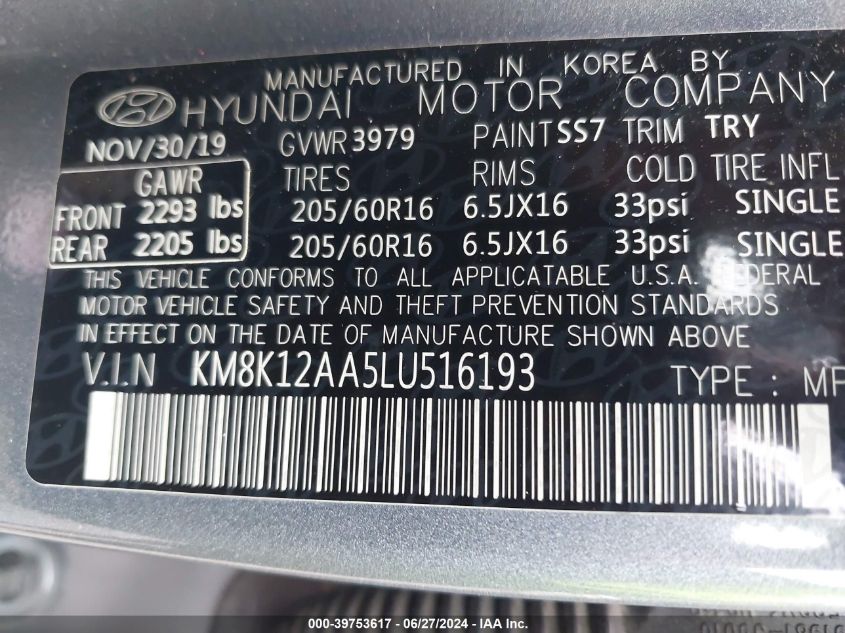 MANUFACTURED IN KOREA BY
HYUNDAI MOTOR COMPANY
NOV/30/19 GVWR 3979 PAINT SS7 TRIM TRY
GAWR TIRES RIMS COLD TIRE INFL
FRONT 2293 lbs 205/60R16 6.5JX16 33psi SINGLE
REAR 2205 lbs 205/60R16 6.5JX16 33psi SINGLE
THIS VEHICLE CONFORMS TO ALL APPLICATABLE U.S.A. FEDERAL
MOTOR VEHICLE SAFETY AND THEFT PREVENTION STANDARDS
IN EFFECT ON THE DATE OF MANUFACTURE SHOWN ABOVE
V.I.N KM8K12AA5LU516193 TYPE : MP
000-39753617 - 06/27/2024 - IAA Inc.